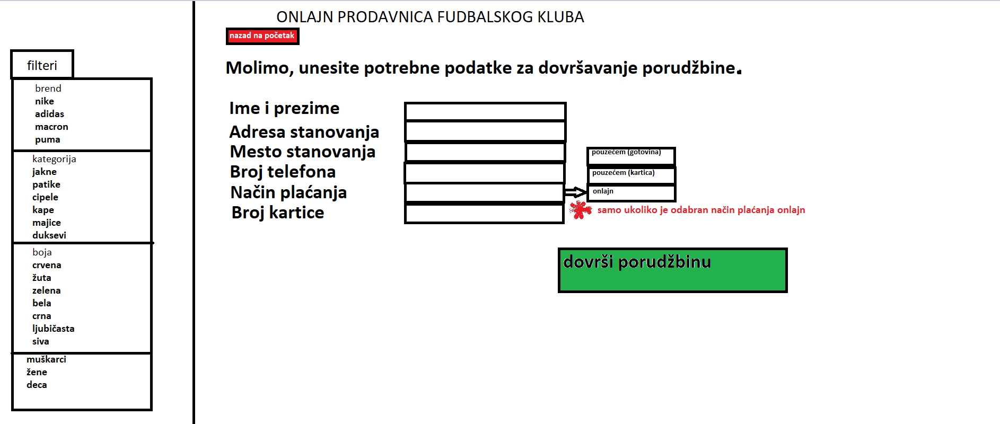 ONLAJN PRODAVNICA FUDBALSKOG KLUBA
nazad na početak
filteri
brend
nike
adidas
macron
puma
kategorija
jakne
patike
cipele
kape
majice
duksevi
boja
crvena
žuta
zelena
bela
crna
ljubičasta
siva
muškarci
žene
deca
Molimo, unesite potrebne podatke za dovršavanje porudžbine.
Ime i prezime
Adresa stanovanja
Mesto stanovanja
Broj telefona
Način plaćanja
Broj kartice
pouzećem (gotovina)
pouzećem (kartica)
onlajn
samo ukoliko je odabran način plaćanja onlajn
dovrši porudžbinu